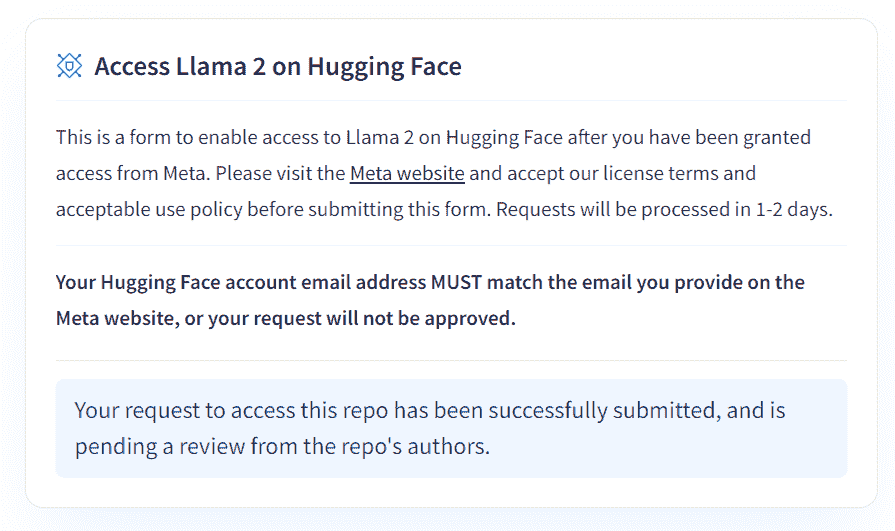 Access Llama 2 on Hugging Face
This is a form to enable access to Llama 2 on Hugging Face after you have been granted
access from Meta. Please visit the Meta website and accept our license terms and
acceptable use policy before submitting this form. Requests will be processed in 1-2 days.
Your Hugging Face account email address MUST match the email you provide on the
Meta website, or your request will not be approved.
Your request to access this repo has been successfully submitted, and is
pending a review from the repo's authors.